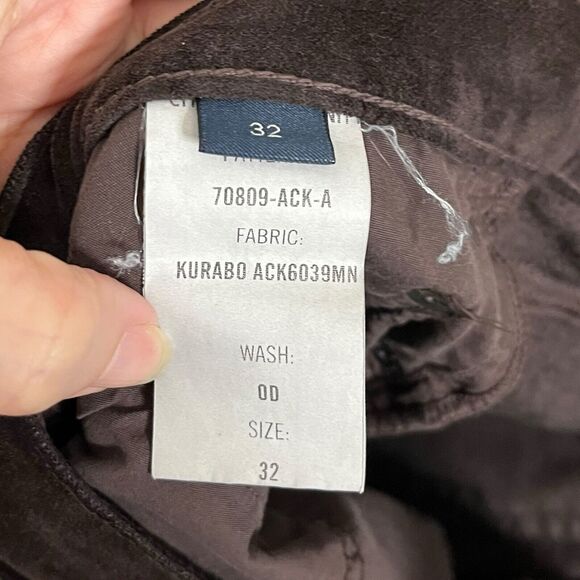 32
70809-ACK-A
FABRIC:
KURABO ACK6039MN
WASH:
OD
SIZE:
32